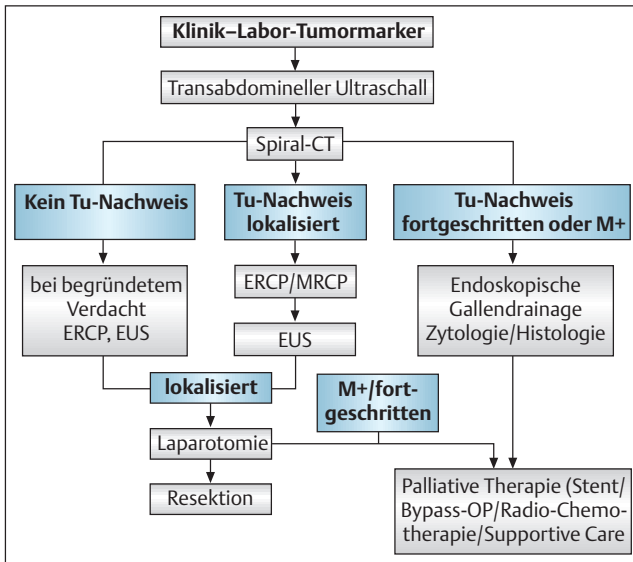 Klinik–Labor-Tumormarker
Transabdomineller Ultraschall
Spiral-CT
Kein Tu-Nachweis
Tu-Nachweis
lokalisiert
Tu-Nachweis
fortgeschritten oder M+
bei begründetem
Verdacht
ERCP, EUS
ERCP/MRCP
EUS
Endoskopische
Gallendrainage
Zytologie/Histologie
lokalisiert
M+/fort-
geschritten
Laparotomie
Resektion
Palliative Therapie (Stent/
Bypass-OP/Radio-Chemo-
therapie/Supportive Care